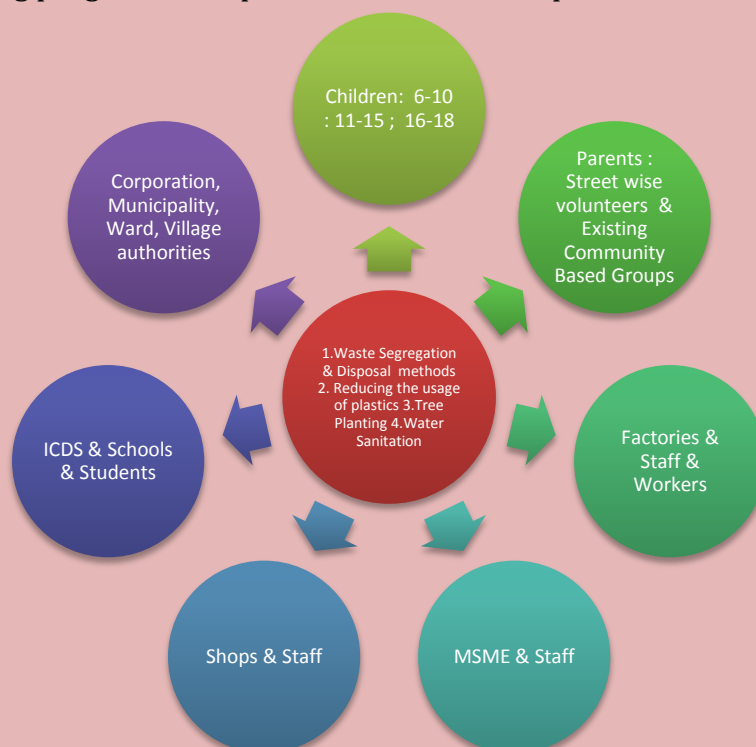 Children: 6-10
: 11-15 ; 16-18
Parents :
Street wise
volunteers &
Existing
Community
Based Groups
Factories &
Staff &
Workers
MSME & Staff
Shops & Staff
ICDS & Schools
& Students
Corporation,
Municipality,
Ward, Village
authorities
1.Waste Segregation
& Disposal methods
2. Reducing the usage
of plastics 3.Tree
Planting 4.Water
Sanitation